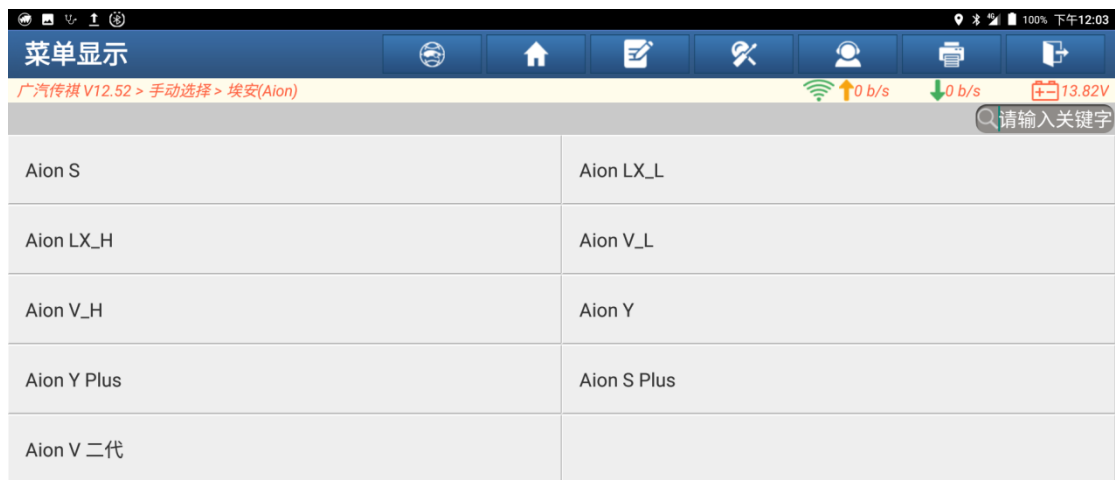 100% 下午12:03
菜单显示
广汽传祺 V12.52 > 手动选择 > 埃安(Aion) 0 b/s 0 b/s 13.82V
请输入关键字
Aion S Aion LX_L
Aion LX_H Aion V_L
Aion V_H Aion Y
Aion Y Plus Aion S Plus
Aion V 二代